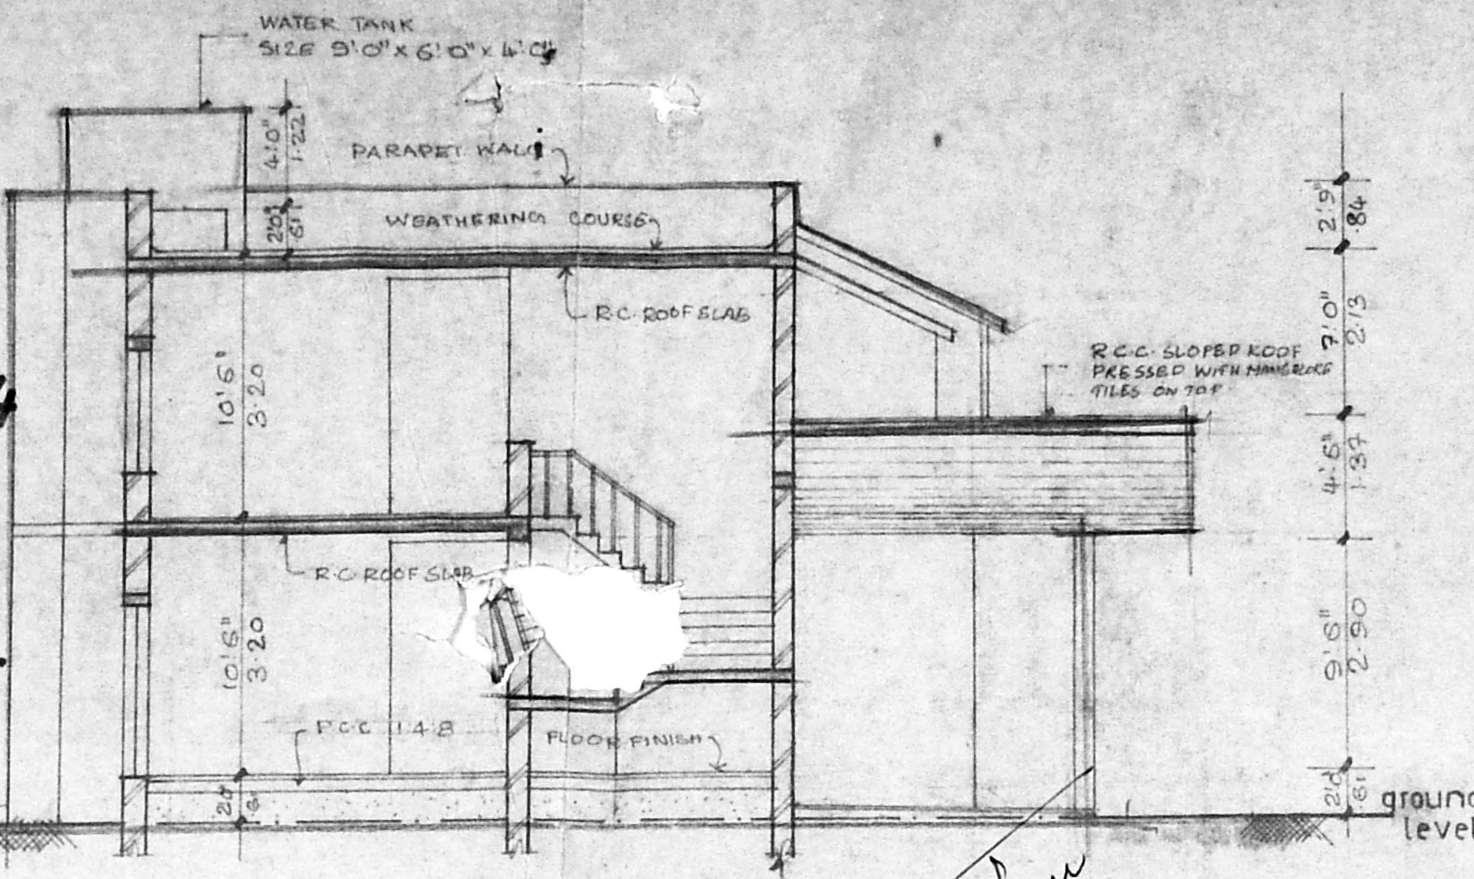 WATER TANK
SIZE 9'0" x 6'0" x 4'0"
4'0"
1·22
PARAPET WALL
2'0"
61
WEATHERING COURSE
2'9"
84
R.C. ROOF SLAB
7'0"
2·13
R.C.C. SLOPED ROOF
PRESSED WITH MANGALORE
TILES ON TOP
10'6"
3·20
4'6"
1·37
R.C. ROOF SLAB
10'6"
3·20
9'6"
2·90
P.C.C 1:4:8
FLOOR FINISH
2'0"
61
2'0"
61
ground
level